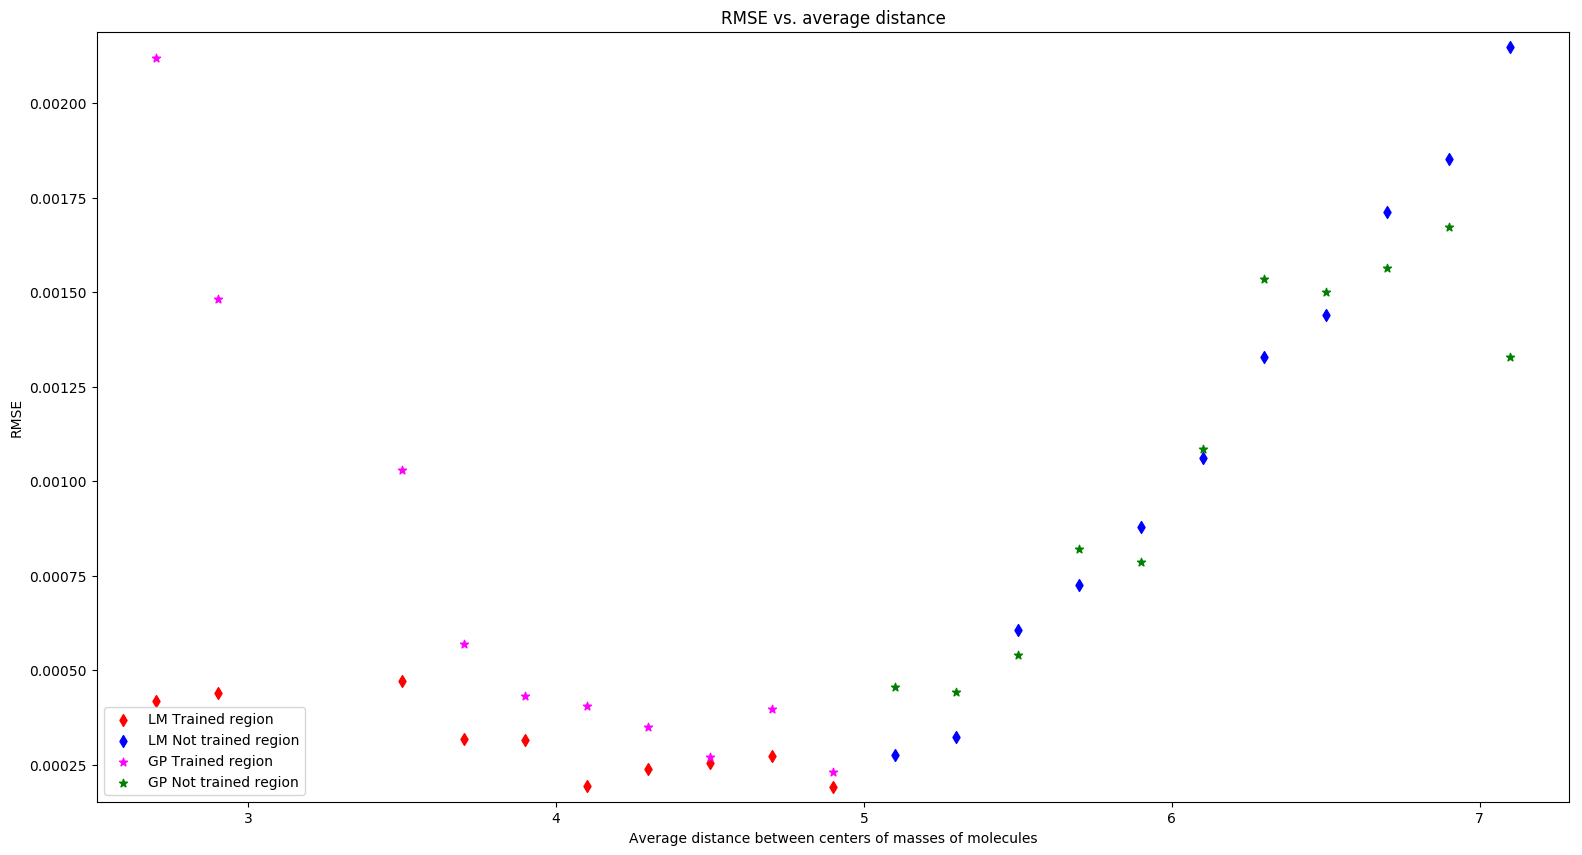 RMSE vs. average distance
RMSE
0.00200
0.00175
0.00150
0.00125
0.00100
0.00075
0.00050
0.00025
LM Trained region
LM Not trained region
GP Trained region
GP Not trained region
3 4 5 6 7
Average distance between centers of masses of molecules